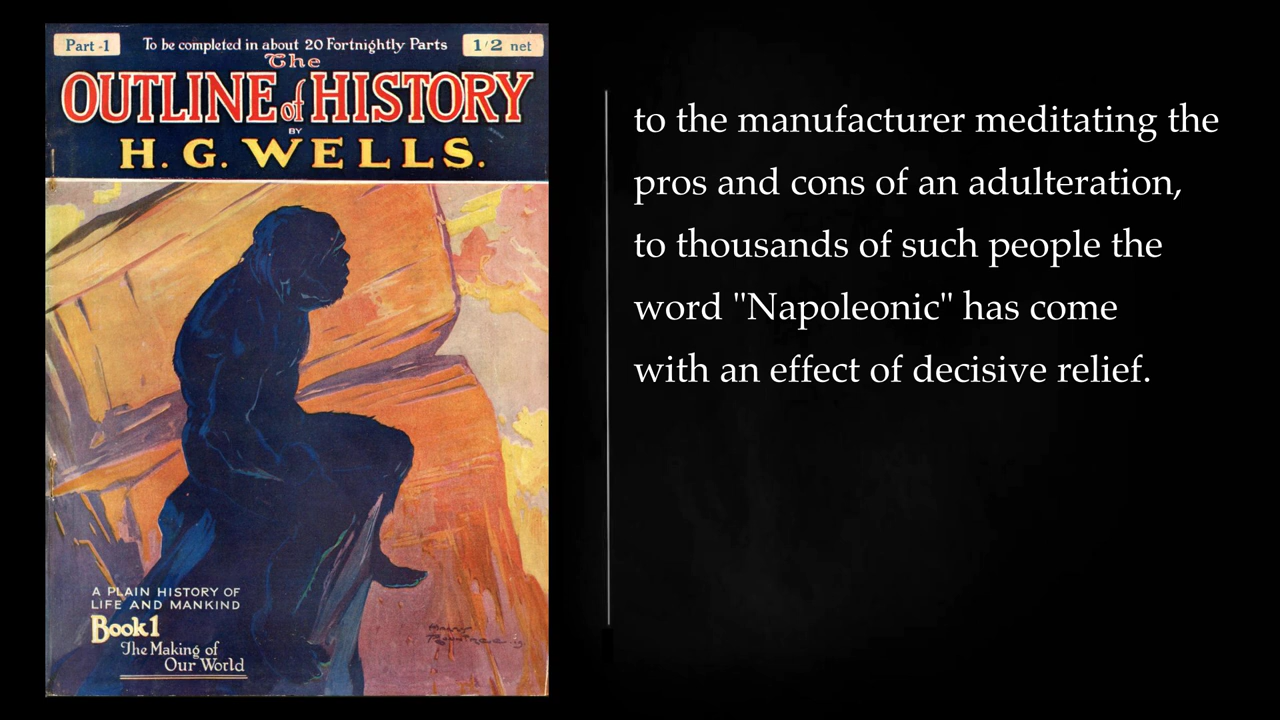 Part -1
To be completed in about 20 Fortnightly Parts
1/2 net
The
OUTLINE of HISTORY
BY
H. G. WELLS.
A PLAIN HISTORY OF
LIFE AND MANKIND
Book 1
The Making of
Our World
to the manufacturer meditating the
pros and cons of an adulteration,
to thousands of such people the
word "Napoleonic" has come
with an effect of decisive relief.